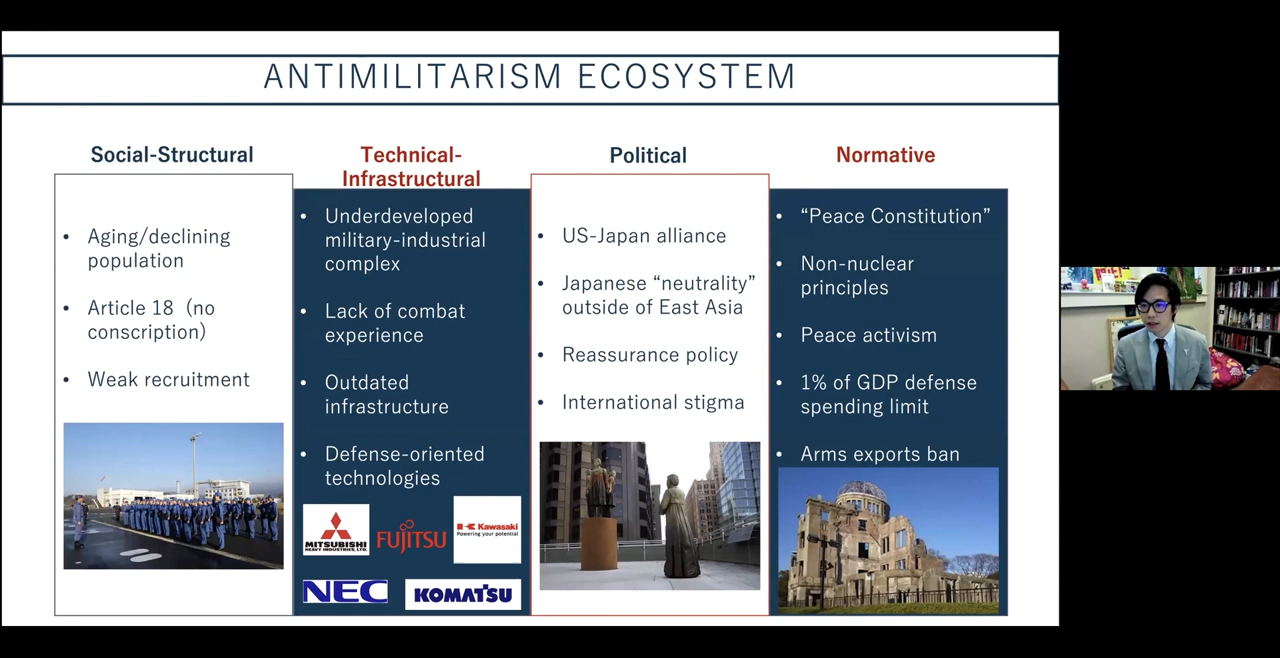 ANTIMILITARISM ECOSYSTEM
Social-Structural
Aging/declining
population
Article 18 (no
conscription)
Weak recruitment
Technical-
Infrastructural
Underdeveloped
military-industrial
complex
Lack of combat
experience
Outdated
infrastructure
Defense-oriented
technologies
MITSUBISHI
HEAVY INDUSTRIES, LTD.
FUJITSU
Kawasaki
Powering your potential
NEC
KOMATSU
Political
US-Japan alliance
Japanese “neutrality”
outside of East Asia
Reassurance policy
International stigma
Normative
“Peace Constitution”
Non-nuclear
principles
Peace activism
1% of GDP defense
spending limit
Arms exports ban